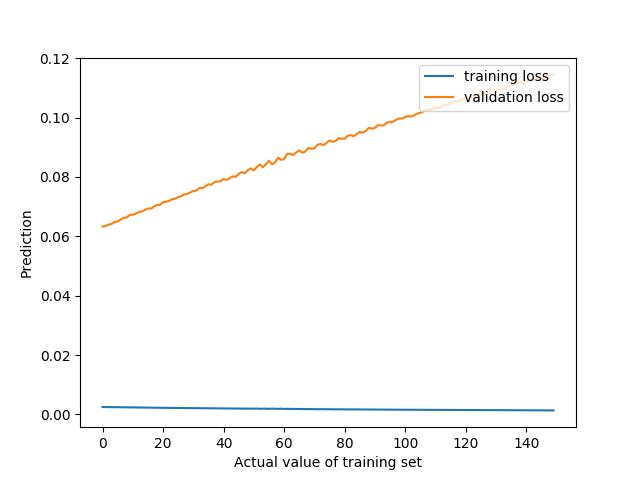 0.12
0.10
0.08
0.06
0.04
0.02
0.00
Prediction
training loss
validation loss
0 20 40 60 80 100 120 140
Actual value of training set